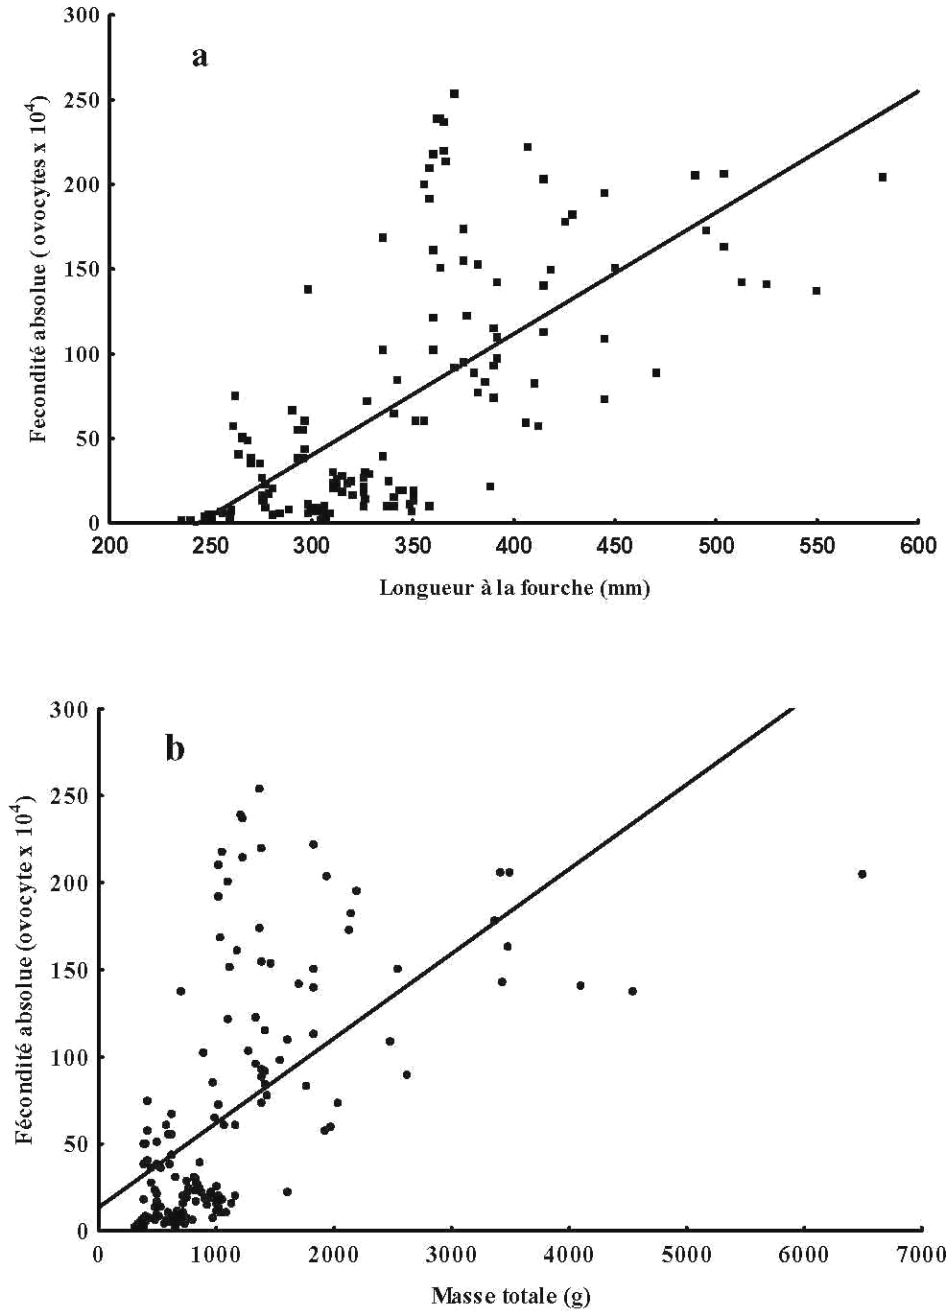 300
a
250
200
150
100
50
0
Fecondité absolue ( ovocytes x 10⁴)
200 250 300 350 400 450 500 550 600
Longueur à la fourche (mm)
300
b
250
200
150
100
50
0
Fécondité absolue (ovocyte x 10⁴)
0 1000 2000 3000 4000 5000 6000 7000
Masse totale (g)